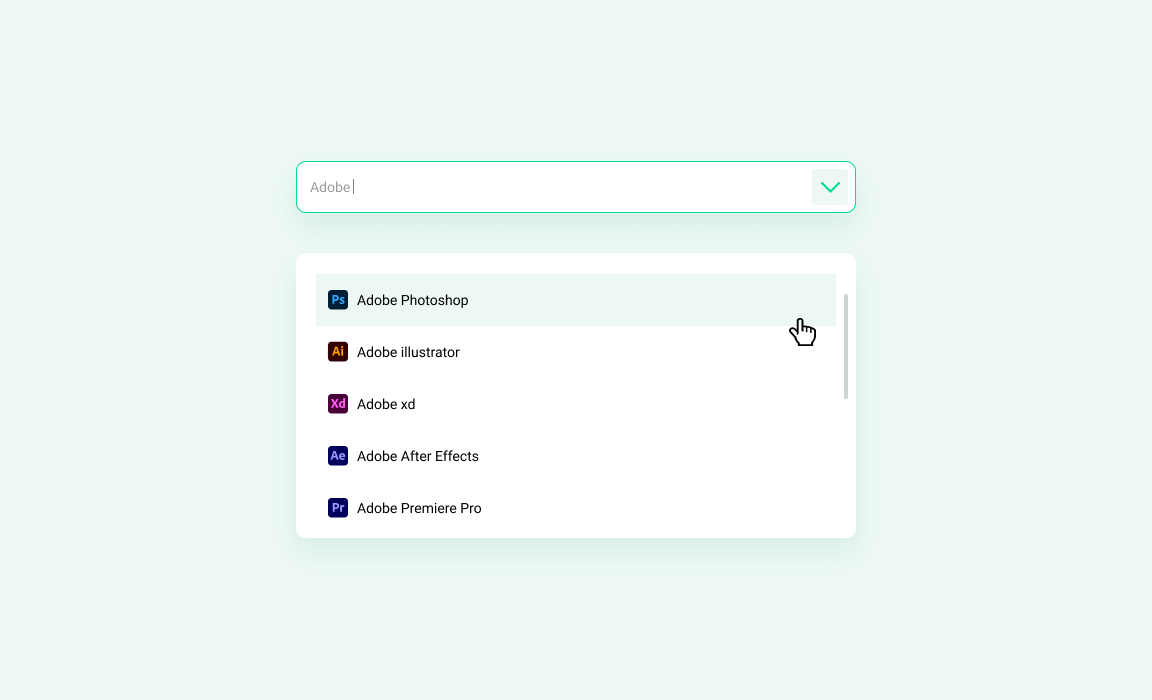 Adobe
Ps Adobe Photoshop
Ai Adobe illustrator
Xd Adobe xd
Ae Adobe After Effects
Pr Adobe Premiere Pro